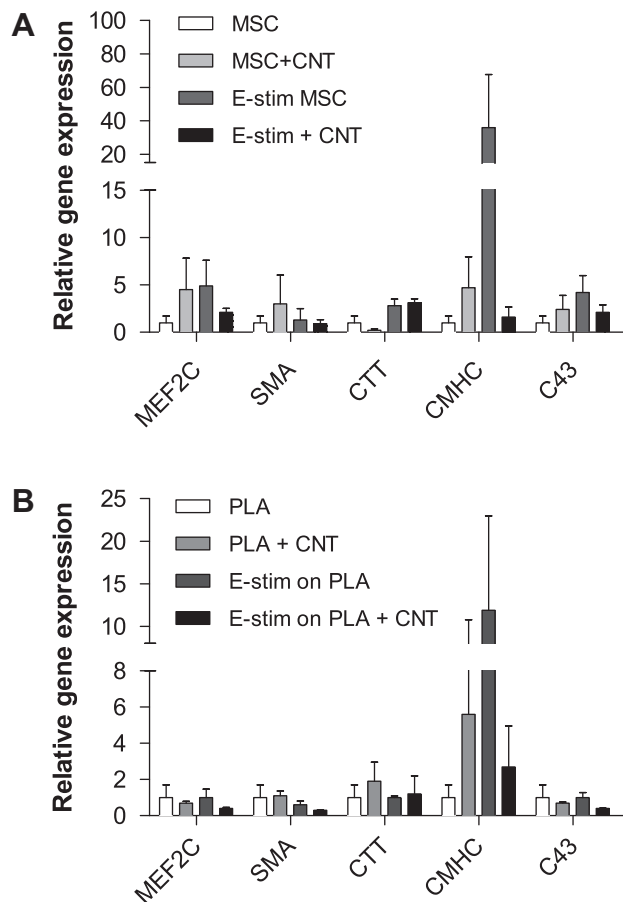 A
Relative gene expression
100
80
60
40
20
15
10
5
0
MSC
MSC+CNT
E-stim MSC
E-stim + CNT
MEF2C
SMA
CTT
CMHC
C43
B
Relative gene expression
25
20
15
10
8
6
4
2
0
PLA
PLA + CNT
E-stim on PLA
E-stim on PLA + CNT
MEF2C
SMA
CTT
CMHC
C43